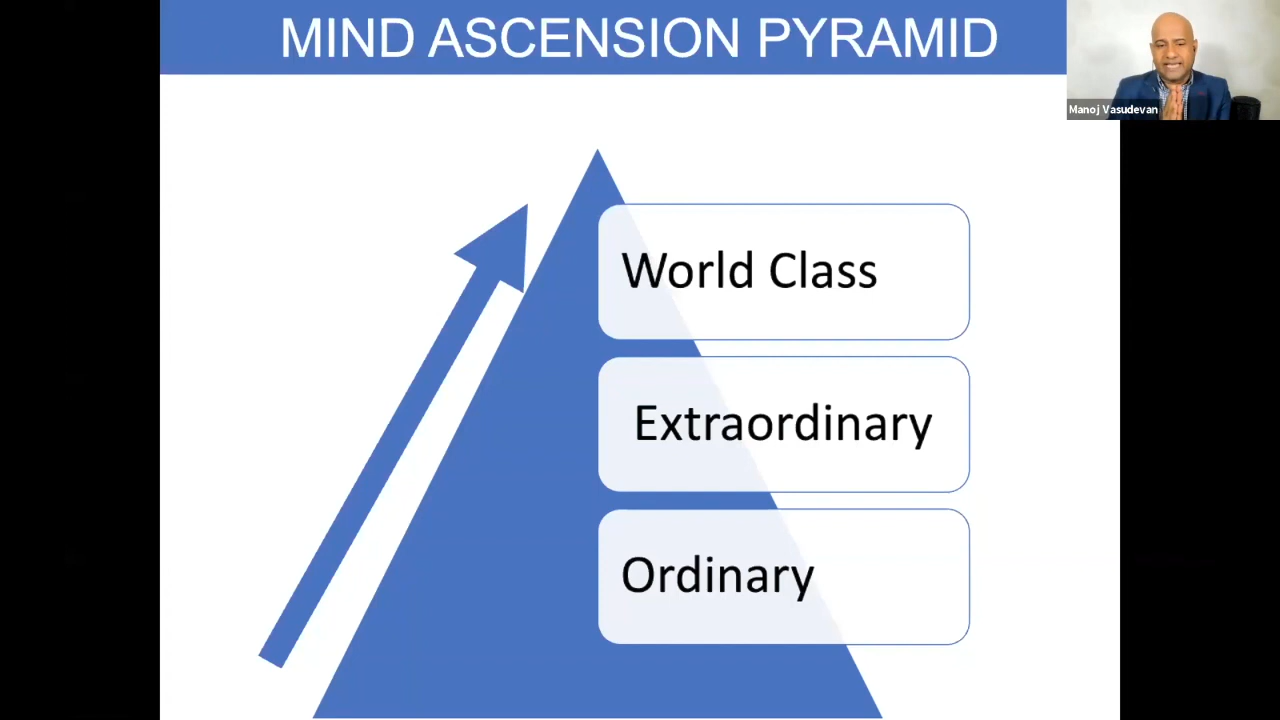 MIND ASCENSION PYRAMID
Manoj Vasudevan
World Class
Extraordinary
Ordinary